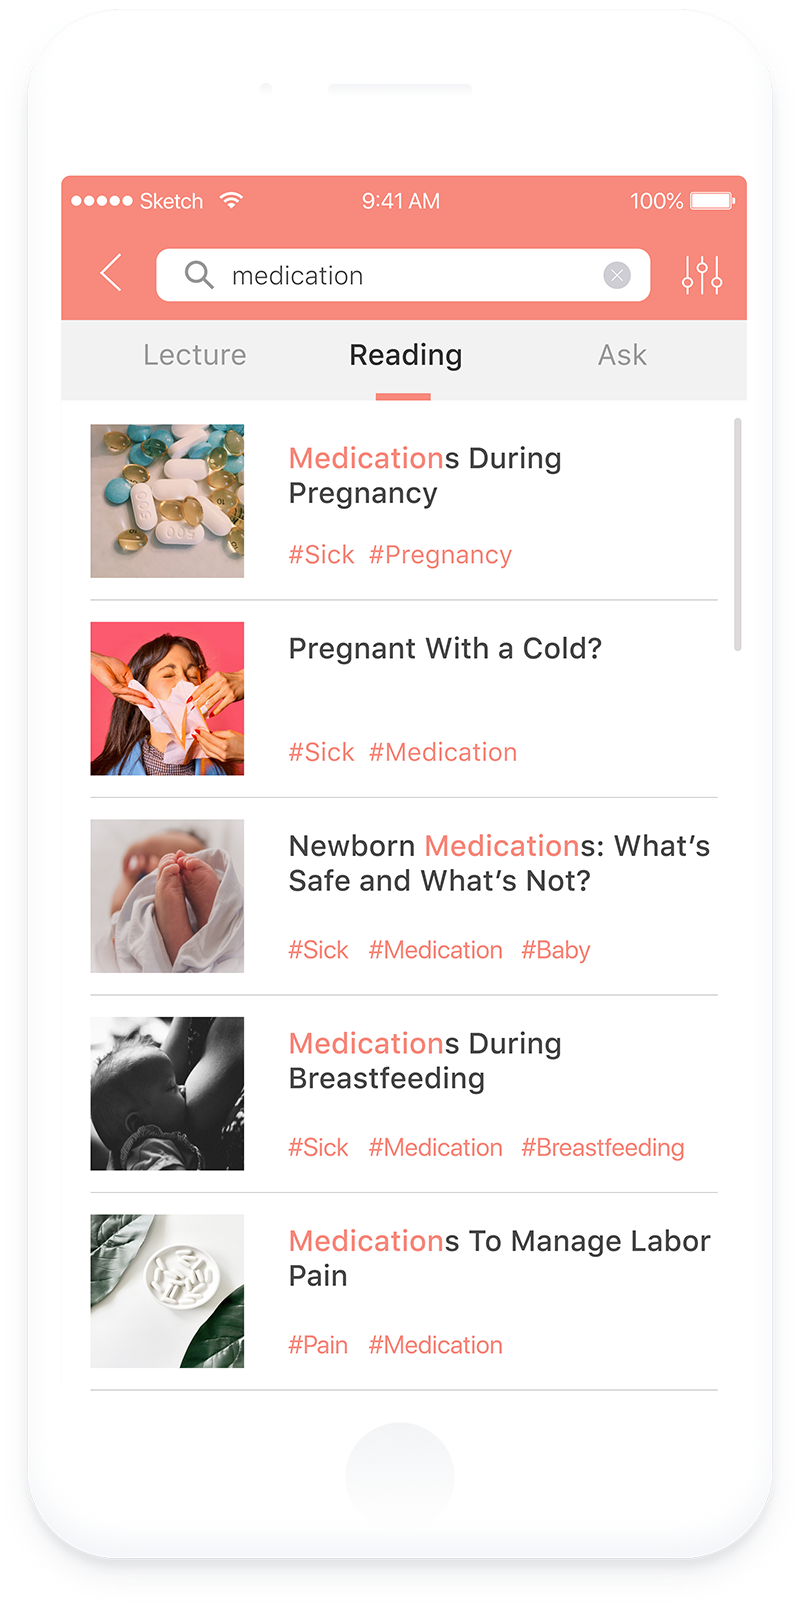 Sketch 9:41 AM 100%
medication
Lecture Reading Ask
Medications During
Pregnancy
#Sick #Pregnancy
Pregnant With a Cold?
#Sick #Medication
Newborn Medications: What's
Safe and What's Not?
#Sick #Medication #Baby
Medications During
Breastfeeding
#Sick #Medication #Breastfeeding
Medications To Manage Labor
Pain
#Pain #Medication